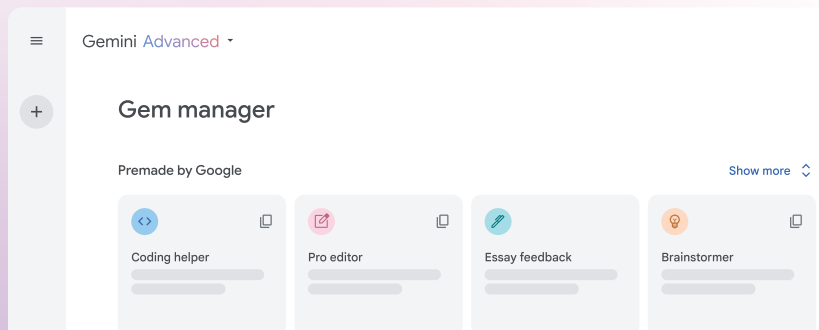 Gemini Advanced
Gem manager
Premade by Google
Show more
Coding helper
Pro editor
Essay feedback
Brainstormer